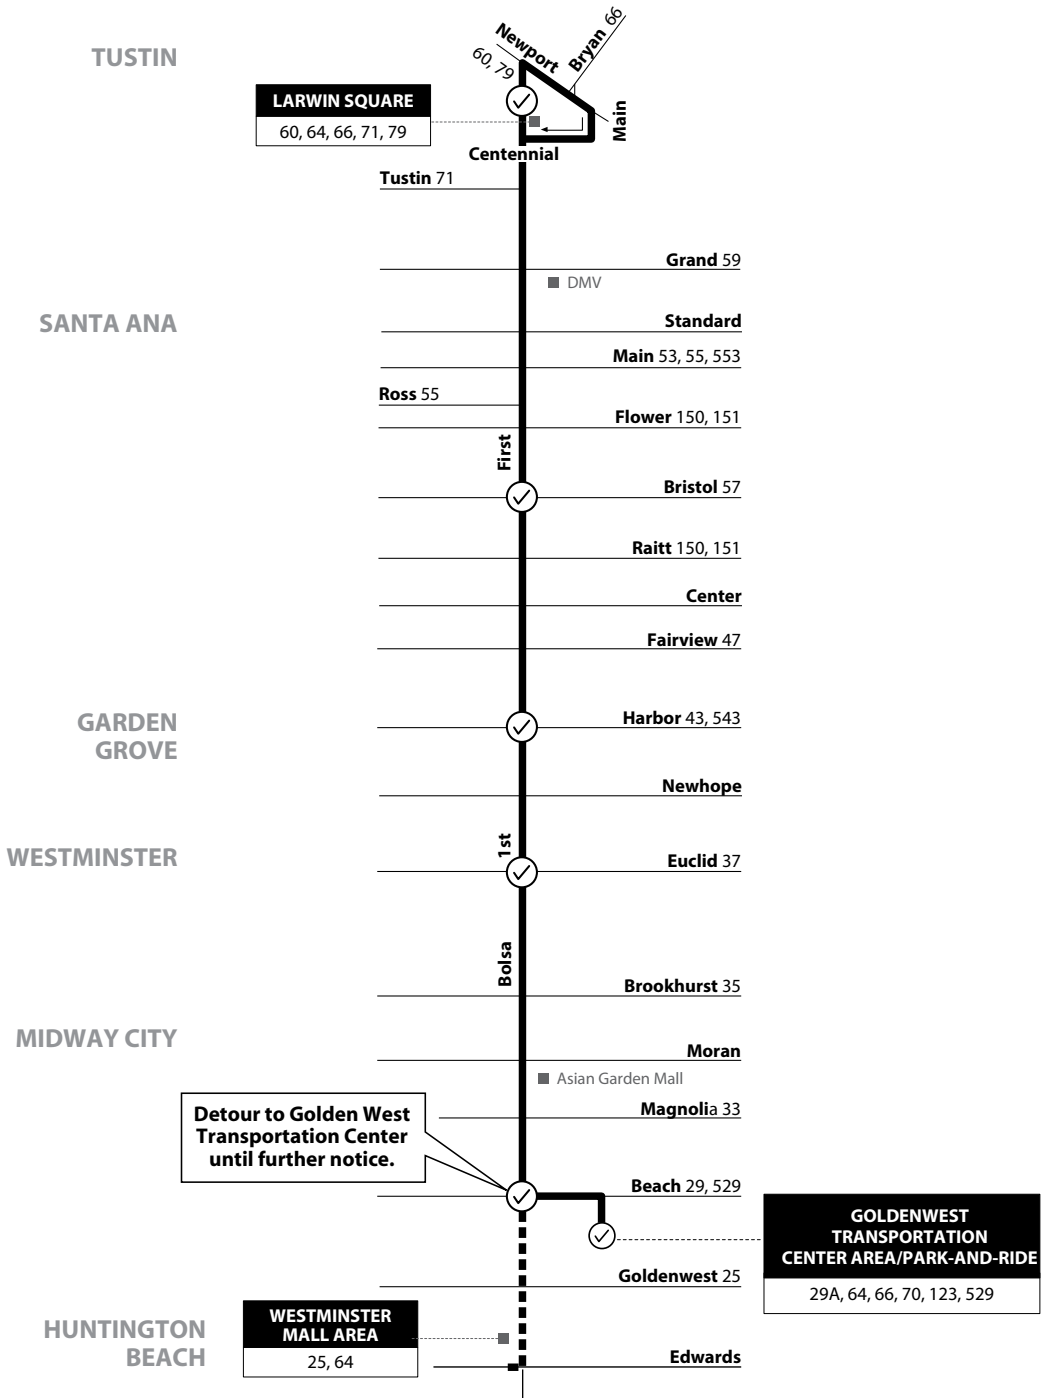 TUSTIN
Newport
60, 79
Bryan 66
Main
LARWIN SQUARE
60, 64, 66, 71, 79
Centennial
Tustin 71
Grand 59
DMV
SANTA ANA
Standard
Main 53, 55, 553
Ross 55
Flower 150, 151
First
Bristol 57
Raitt 150, 151
Center
Fairview 47
GARDEN
GROVE
Harbor 43, 543
Newhope
1st
WESTMINSTER
Euclid 37
Bolsa
Brookhurst 35
MIDWAY CITY
Moran
Asian Garden Mall
Magnolia 33
Detour to Golden West
Transportation Center
until further notice.
Beach 29, 529
GOLDENWEST
TRANSPORTATION
CENTER AREA/PARK-AND-RIDE
29A, 64, 66, 70, 123, 529
Goldenwest 25
HUNTINGTON
BEACH
WESTMINSTER
MALL AREA
25, 64
Edwards